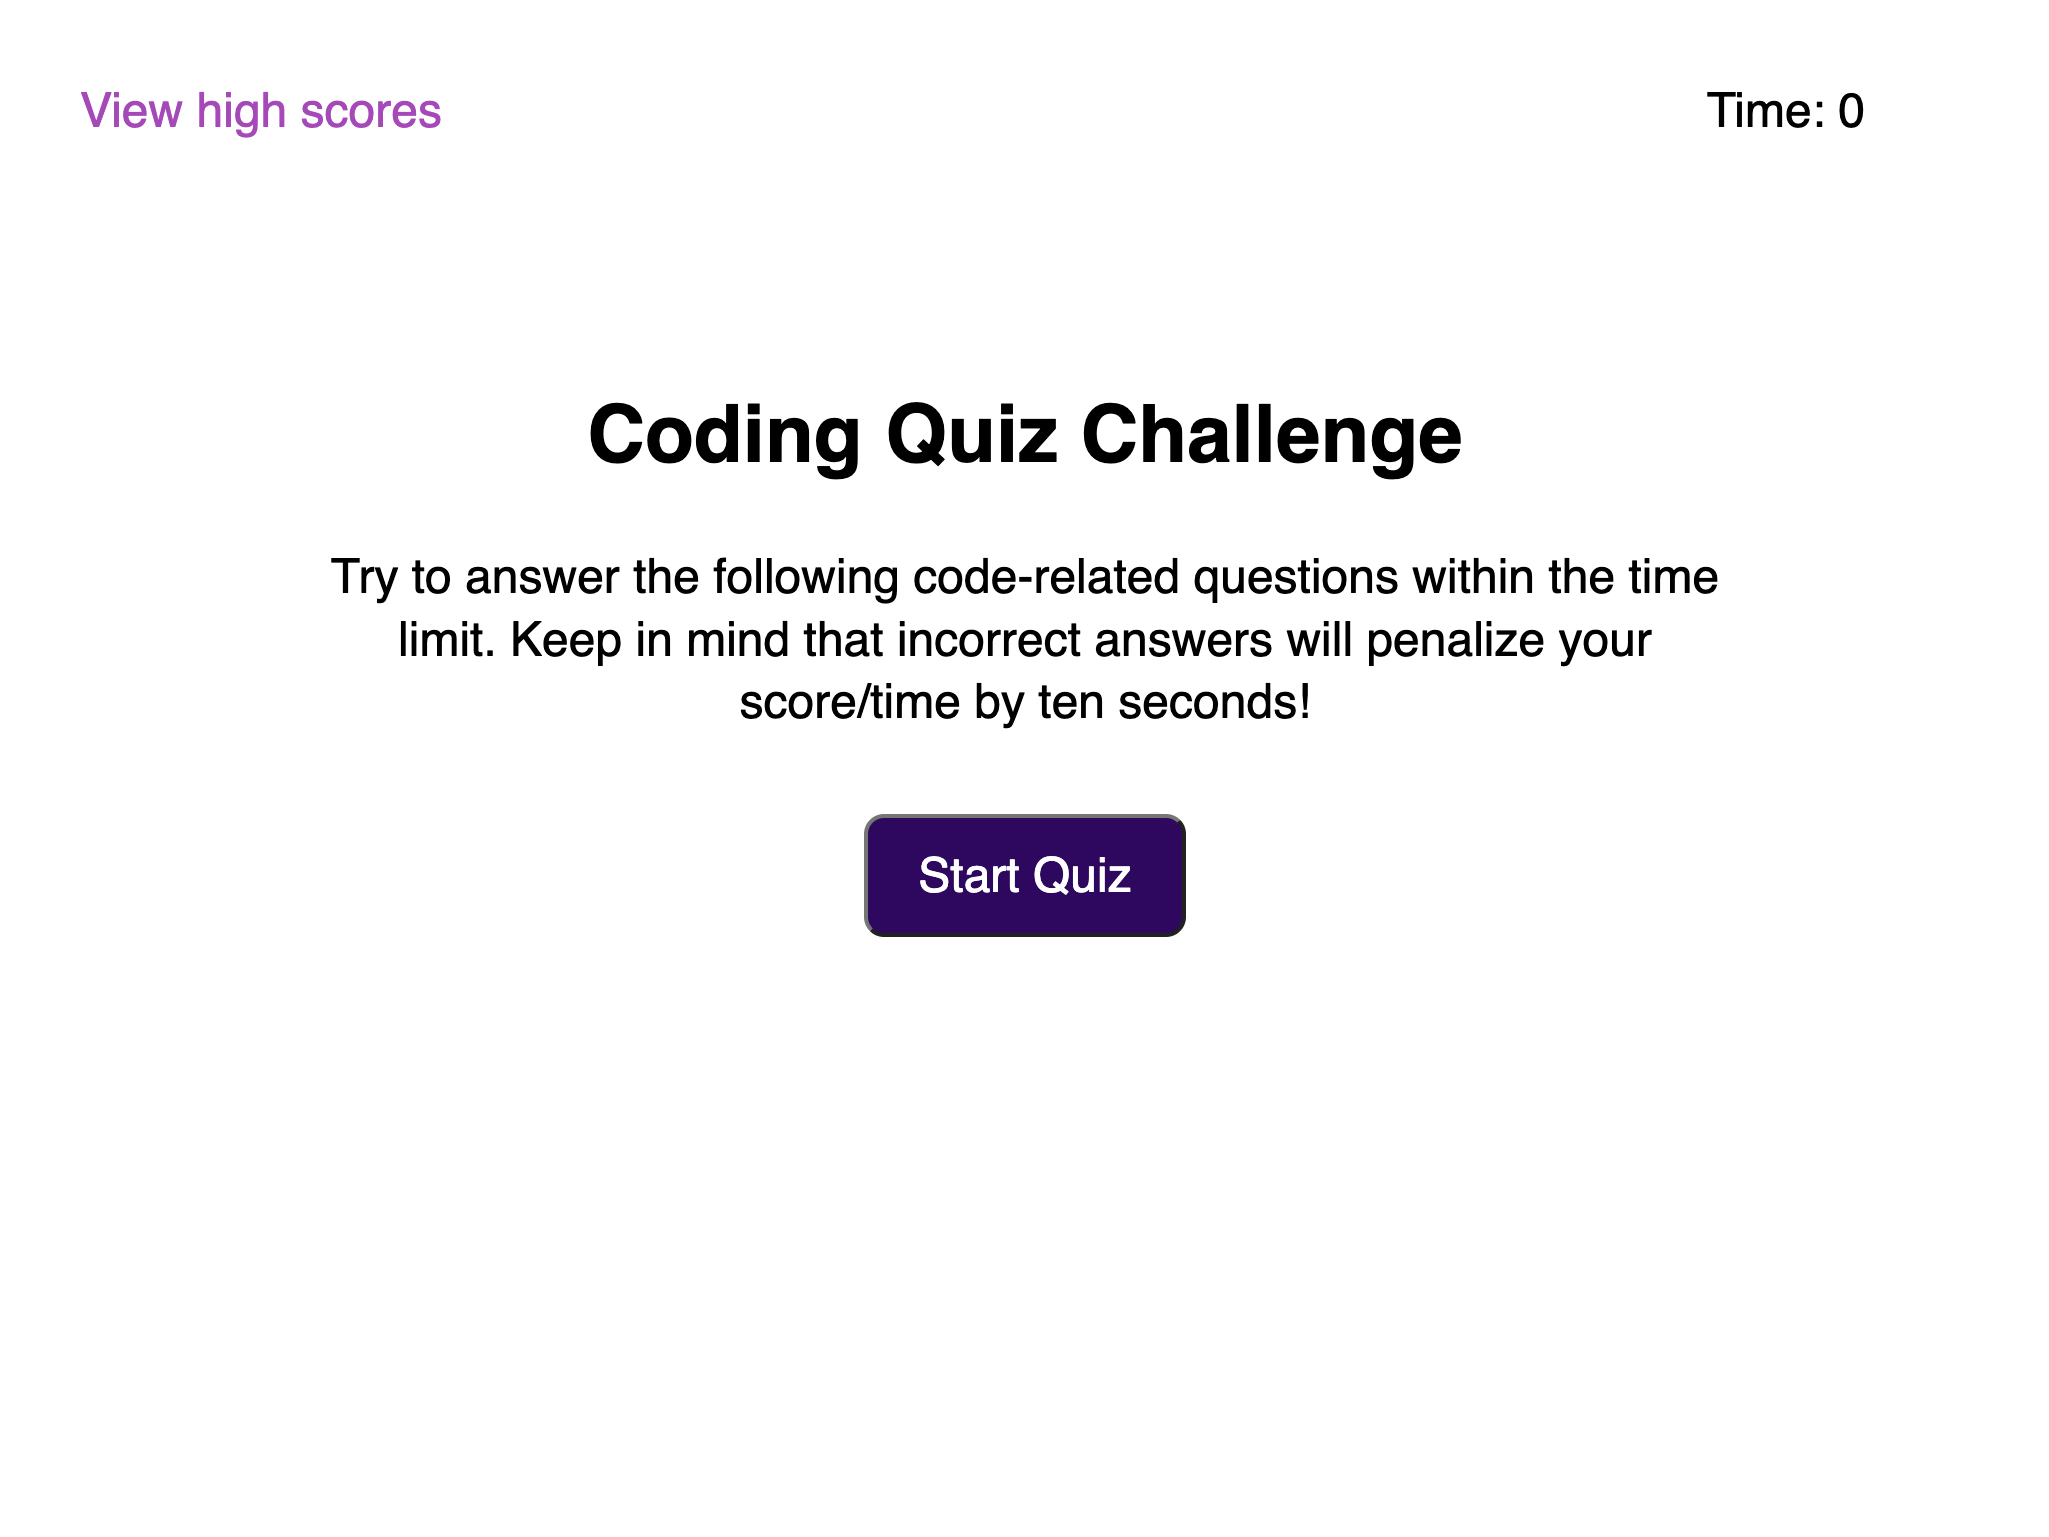 View high scores
Time: 0
Coding Quiz Challenge
Try to answer the following code-related questions within the time
limit. Keep in mind that incorrect answers will penalize your
score/time by ten seconds!
Start Quiz